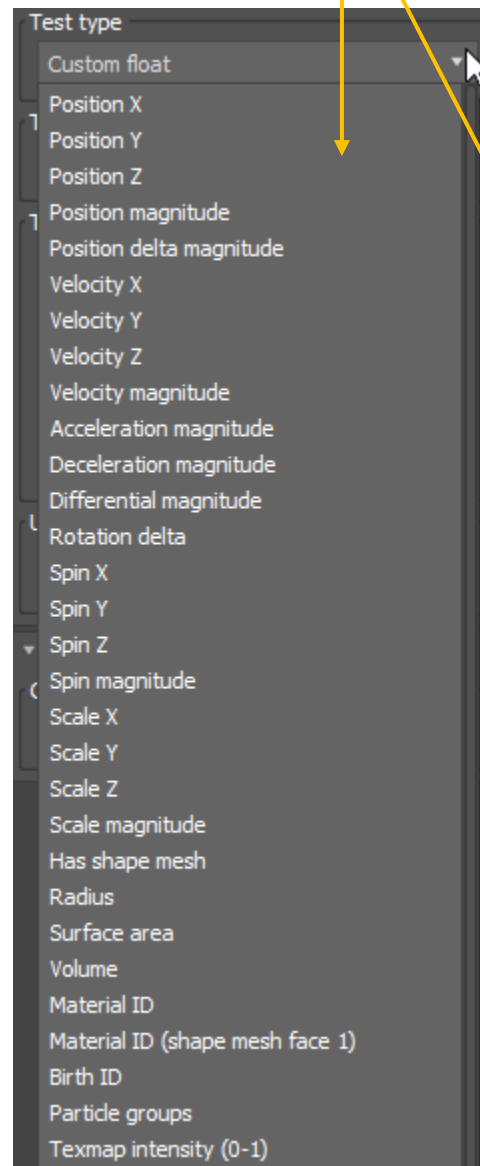 Test type
Custom float
Position X
Position Y
Position Z
Position magnitude
Position delta magnitude
Velocity X
Velocity Y
Velocity Z
Velocity magnitude
Acceleration magnitude
Deceleration magnitude
Differential magnitude
Rotation delta
Spin X
Spin Y
Spin Z
Spin magnitude
Scale X
Scale Y
Scale Z
Scale magnitude
Has shape mesh
Radius
Surface area
Volume
Material ID
Material ID (shape mesh face 1)
Birth ID
Particle groups
Texmap intensity (0-1)